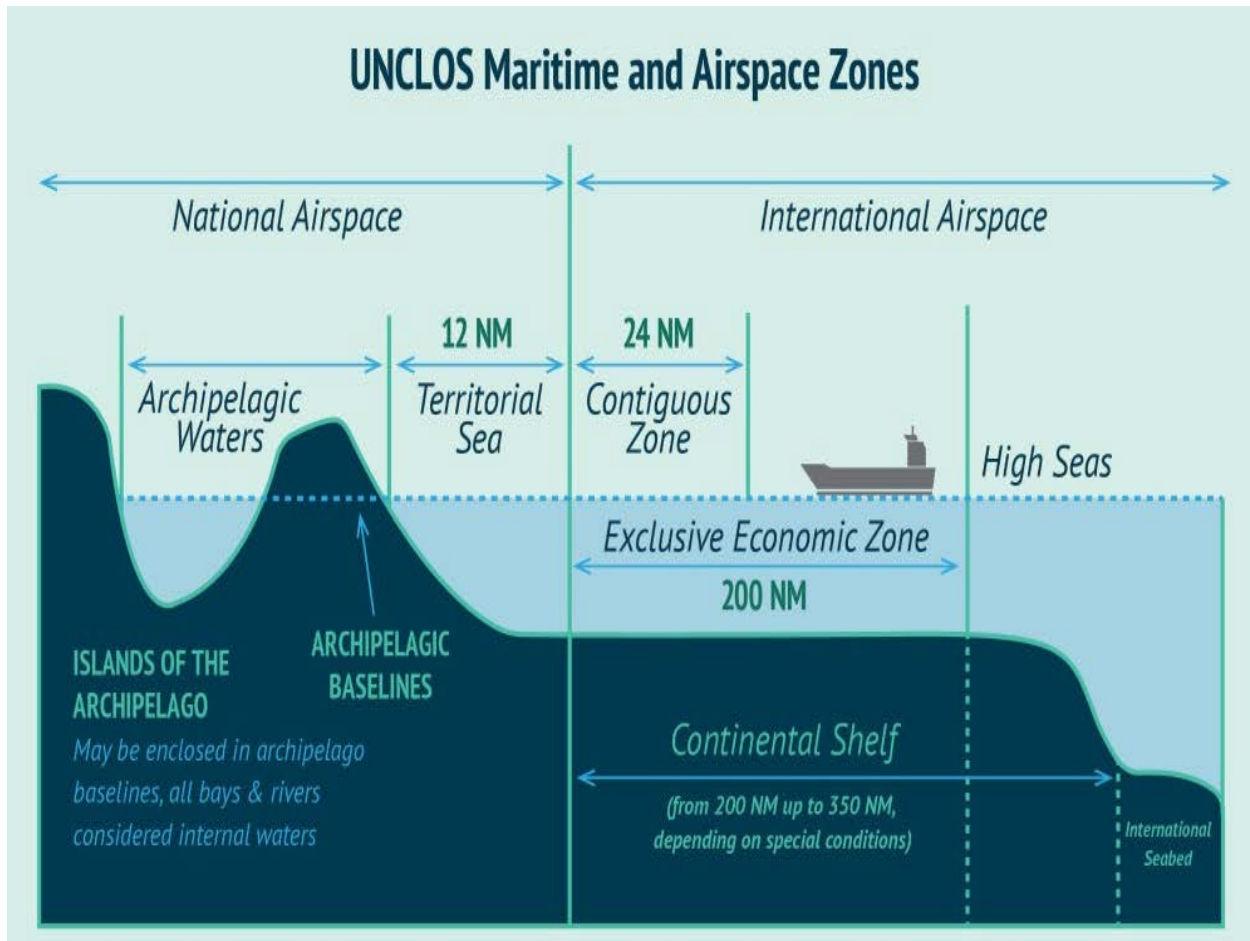 UNCLOS Maritime and Airspace Zones
National Airspace
International Airspace
12 NM
24 NM
Archipelagic
Waters
Territorial
Sea
Contiguous
Zone
High Seas
Exclusive Economic Zone
200 NM
ARCHIPELAGIC
BASELINES
ISLANDS OF THE
ARCHIPELAGO
May be enclosed in archipelago
baselines, all bays & rivers
considered internal waters
Continental Shelf
(from 200 NM up to 350 NM,
depending on special conditions)
International
Seabed